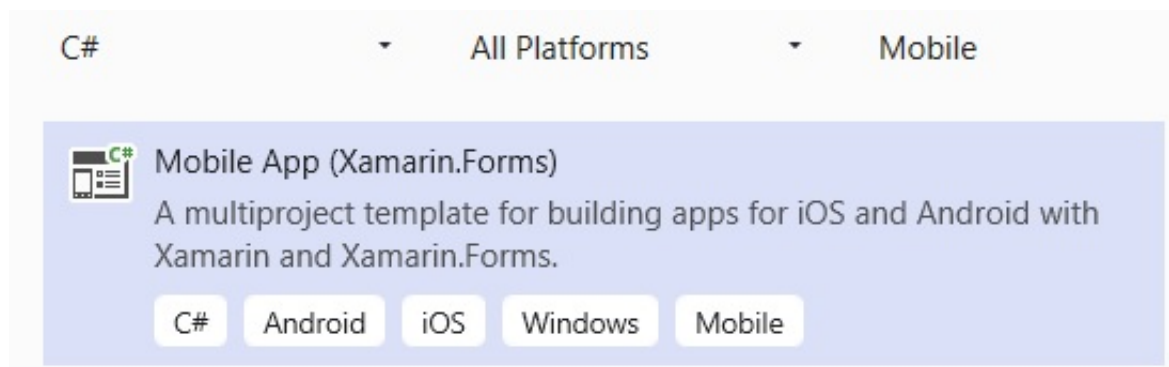 C# All Platforms Mobile
C#
Mobile App (Xamarin.Forms)
A multiproject template for building apps for iOS and Android with
Xamarin and Xamarin.Forms.
C# Android iOS Windows Mobile